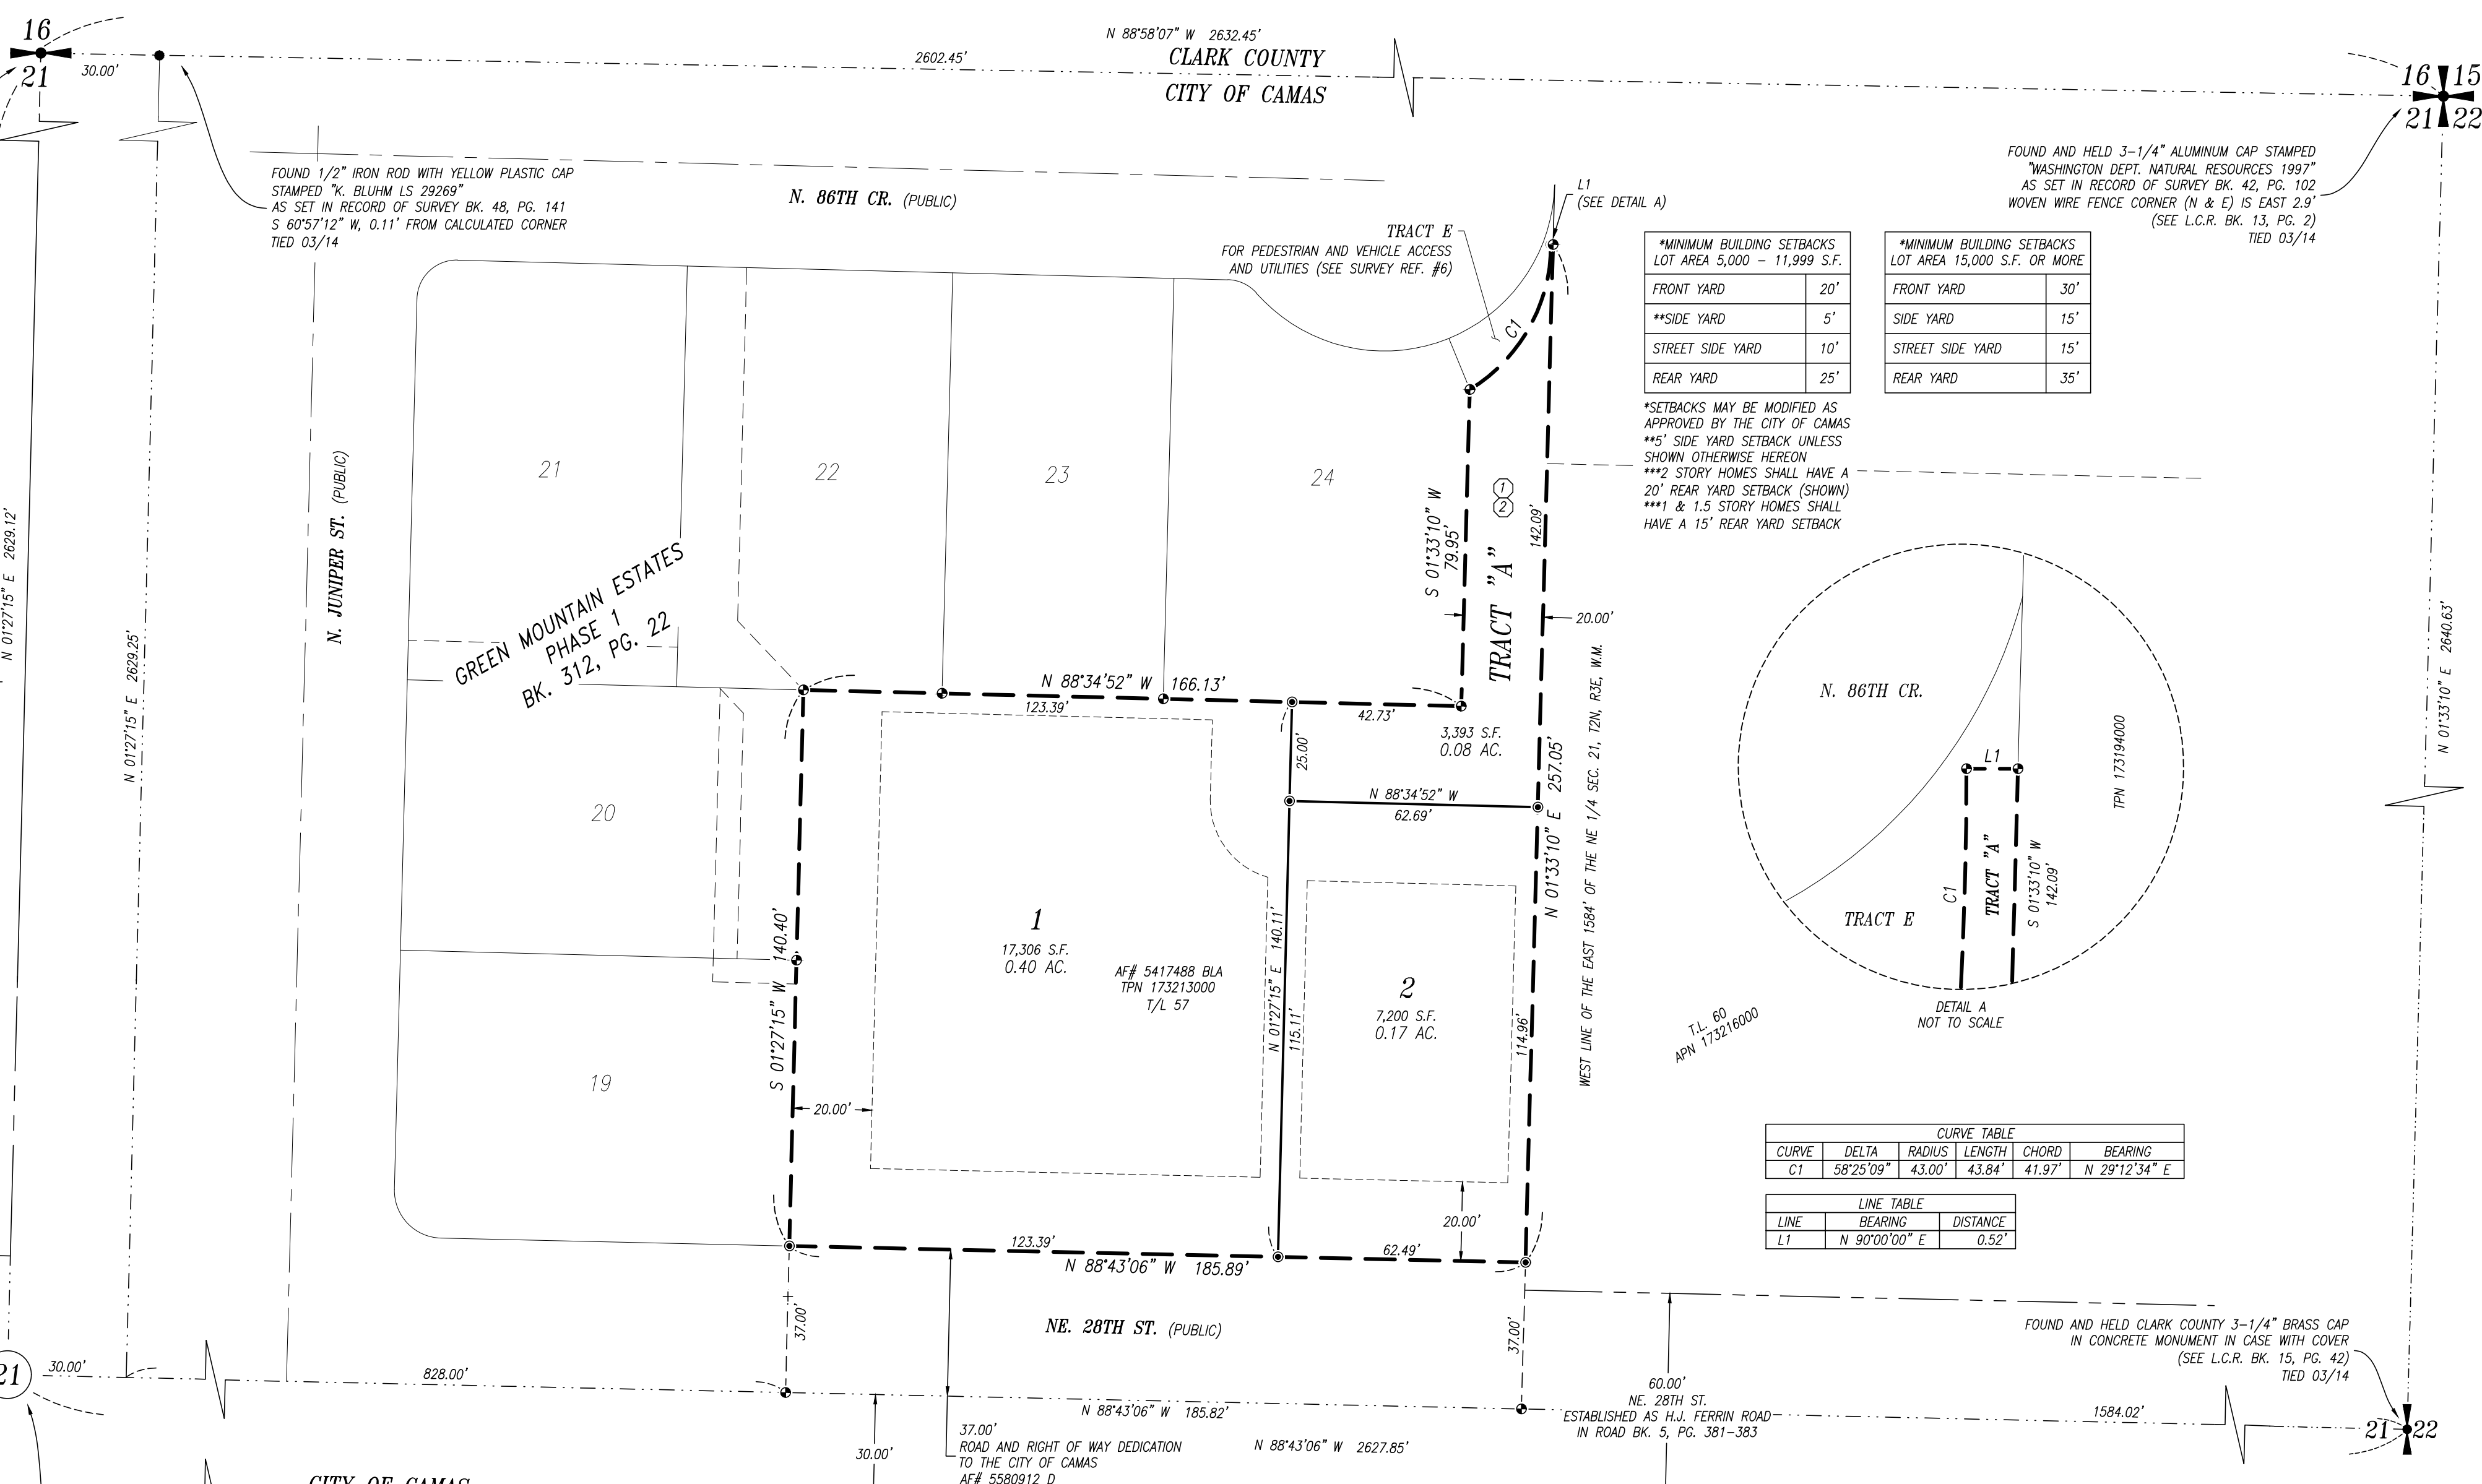 N 88°58'07" W 2632.45'
16
21
30.00'
2602.45'
CLARK COUNTY
CITY OF CAMAS
16 15
21 22
FOUND 1/2" IRON ROD WITH YELLOW PLASTIC CAP
STAMPED "K. BLUHM LS 29269"
AS SET IN RECORD OF SURVEY BK. 48, PG. 141
S 60°57'12" W, 0.11' FROM CALCULATED CORNER
TIED 03/14
N. 86TH CR. (PUBLIC)
L1
(SEE DETAIL A)
TRACT E
FOR PEDESTRIAN AND VEHICLE ACCESS
AND UTILITIES (SEE SURVEY REF. #6)
FOUND AND HELD 3-1/4" ALUMINUM CAP STAMPED
"WASHINGTON DEPT. NATURAL RESOURCES 1997"
AS SET IN RECORD OF SURVEY BK. 42, PG. 102
WOVEN WIRE FENCE CORNER (N & E) IS EAST 2.9'
(SEE L.C.R. BK. 13, PG. 2)
TIED 03/14
*MINIMUM BUILDING SETBACKS
LOT AREA 5,000 - 11,999 S.F.
FRONT YARD 20'
**SIDE YARD 5'
STREET SIDE YARD 10'
REAR YARD 25'
*MINIMUM BUILDING SETBACKS
LOT AREA 15,000 S.F. OR MORE
FRONT YARD 30'
SIDE YARD 15'
STREET SIDE YARD 15'
REAR YARD 35'
*SETBACKS MAY BE MODIFIED AS
APPROVED BY THE CITY OF CAMAS
**5' SIDE YARD SETBACK UNLESS
SHOWN OTHERWISE HEREON
***2 STORY HOMES SHALL HAVE A
20' REAR YARD SETBACK (SHOWN)
***1 & 1.5 STORY HOMES SHALL
HAVE A 15' REAR YARD SETBACK
C1
21
22
23
24
N 01°27'15" E 2629.12'
N 01°27'15" E 2629.25'
N. JUNIPER ST. (PUBLIC)
GREEN MOUNTAIN ESTATES
PHASE 1
BK. 312, PG. 22
S 01°33'10" W
79.95'
1
2
TRACT "A"
142.09'
20.00'
N 88°34'52" W 166.13'
123.39'
42.73'
3,393 S.F.
0.08 AC.
25.00'
N 88°34'52" W
62.69'
N 01°33'10" E 257.05'
WEST LINE OF THE EAST 1584' OF THE NE 1/4 SEC. 21, T2N, R3E, W.M.
N. 86TH CR.
L1
C1
TRACT "A"
S 01°33'10" W
142.09'
TRACT E
TPN 173194000
DETAIL A
NOT TO SCALE
N 01°33'10" E 2640.63'
20
19
S 01°27'15" W 140.40'
1
17,306 S.F.
0.40 AC.
AF# 5417488 BLA
TPN 173213000
T/L 57
N 01°27'15" E 140.11'
115.11'
2
7,200 S.F.
0.17 AC.
114.96'
T.L. 60
APN 173216000
20.00'
20.00'
CURVE TABLE
CURVE DELTA RADIUS LENGTH CHORD BEARING
C1 58°25'09" 43.00' 43.84' 41.97' N 29°12'34" E
LINE TABLE
LINE BEARING DISTANCE
L1 N 90°00'00" E 0.52'
123.39'
62.49'
N 88°43'06" W 185.89'
37.00'
NE. 28TH ST. (PUBLIC)
37.00'
FOUND AND HELD CLARK COUNTY 3-1/4" BRASS CAP
IN CONCRETE MONUMENT IN CASE WITH COVER
(SEE L.C.R. BK. 15, PG. 42)
TIED 03/14
21
30.00'
828.00'
N 88°43'06" W 185.82'
60.00'
NE. 28TH ST.
ESTABLISHED AS H.J. FERRIN ROAD
IN ROAD BK. 5, PG. 381-383
1584.02'
21 22
30.00'
37.00'
ROAD AND RIGHT OF WAY DEDICATION
TO THE CITY OF CAMAS
AF# 5580912 D
N 88°43'06" W 2627.85'
CITY OF CAMAS